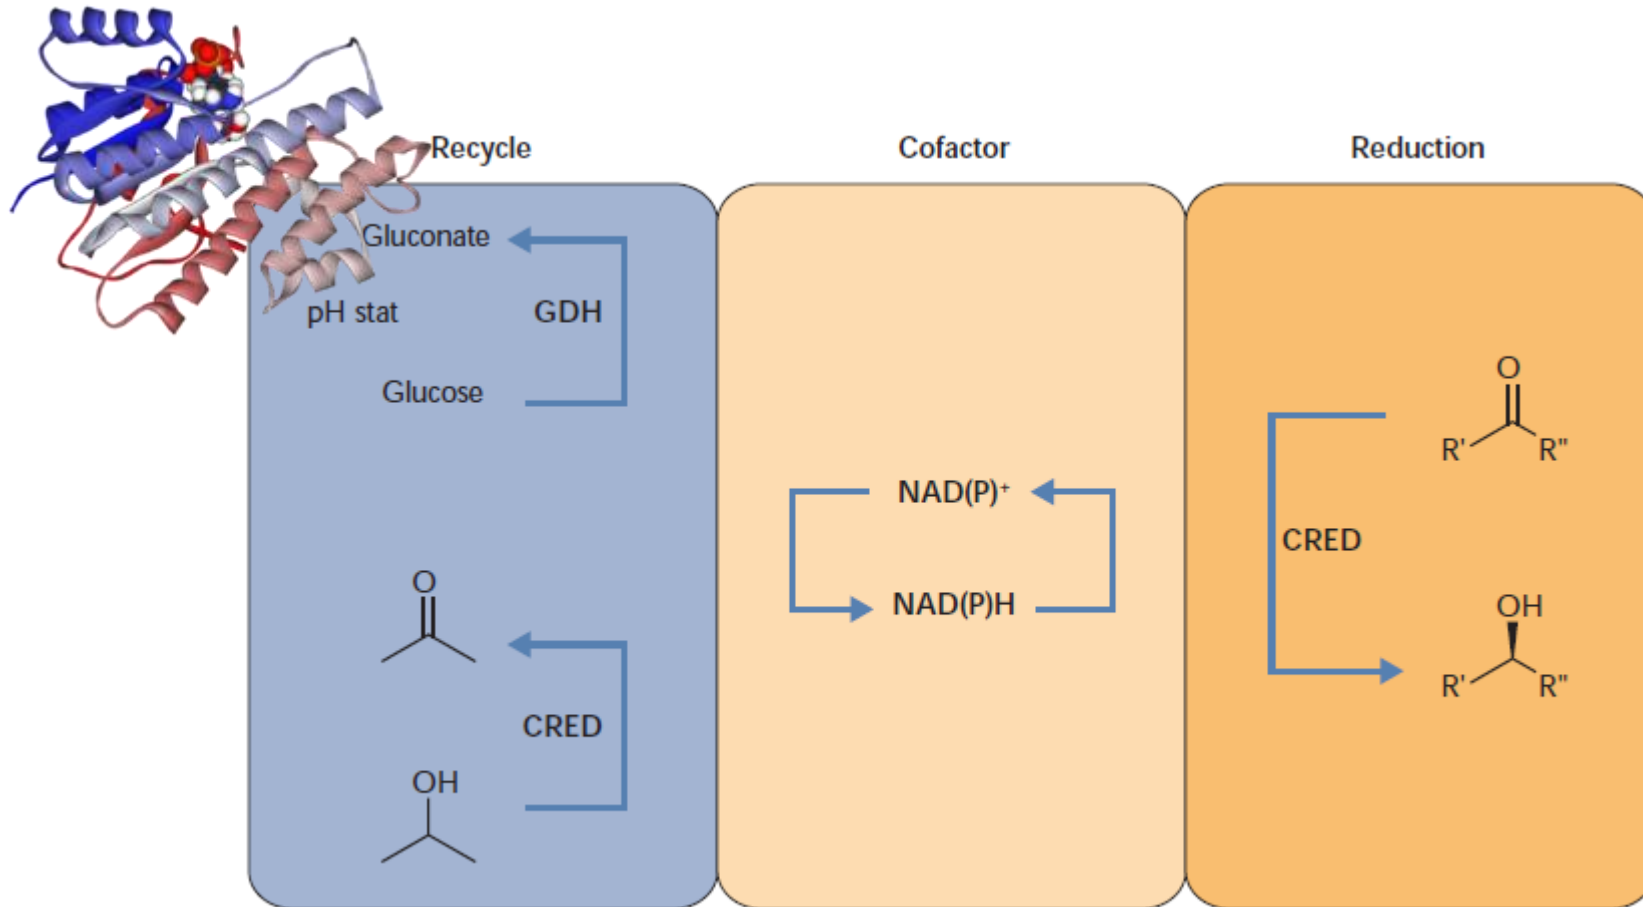 Recycle
Cofactor
Reduction
Gluconate
pH stat
GDH
Glucose
O
CRED
OH
NAD(P)+
NAD(P)H
O
R' R"
CRED
OH
R' R"